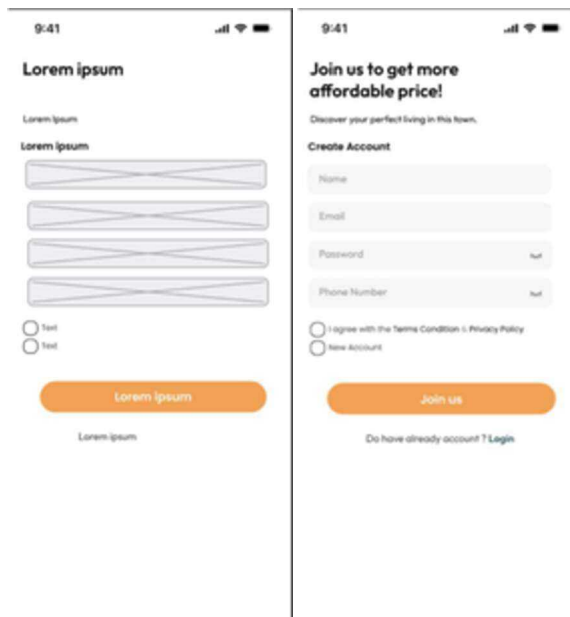 9:41
Lorem ipsum
Lorem Ipsum
Lorem ipsum
Text
Text
Lorem ipsum
Lorem ipsum
9:41
Join us to get more
affordable price!
Discover your perfect living in this town.
Create Account
Name
Email
Password
Phone Number
I agree with the Terms Condition & Privacy Policy
New Account
Join us
Do have already account ? Login